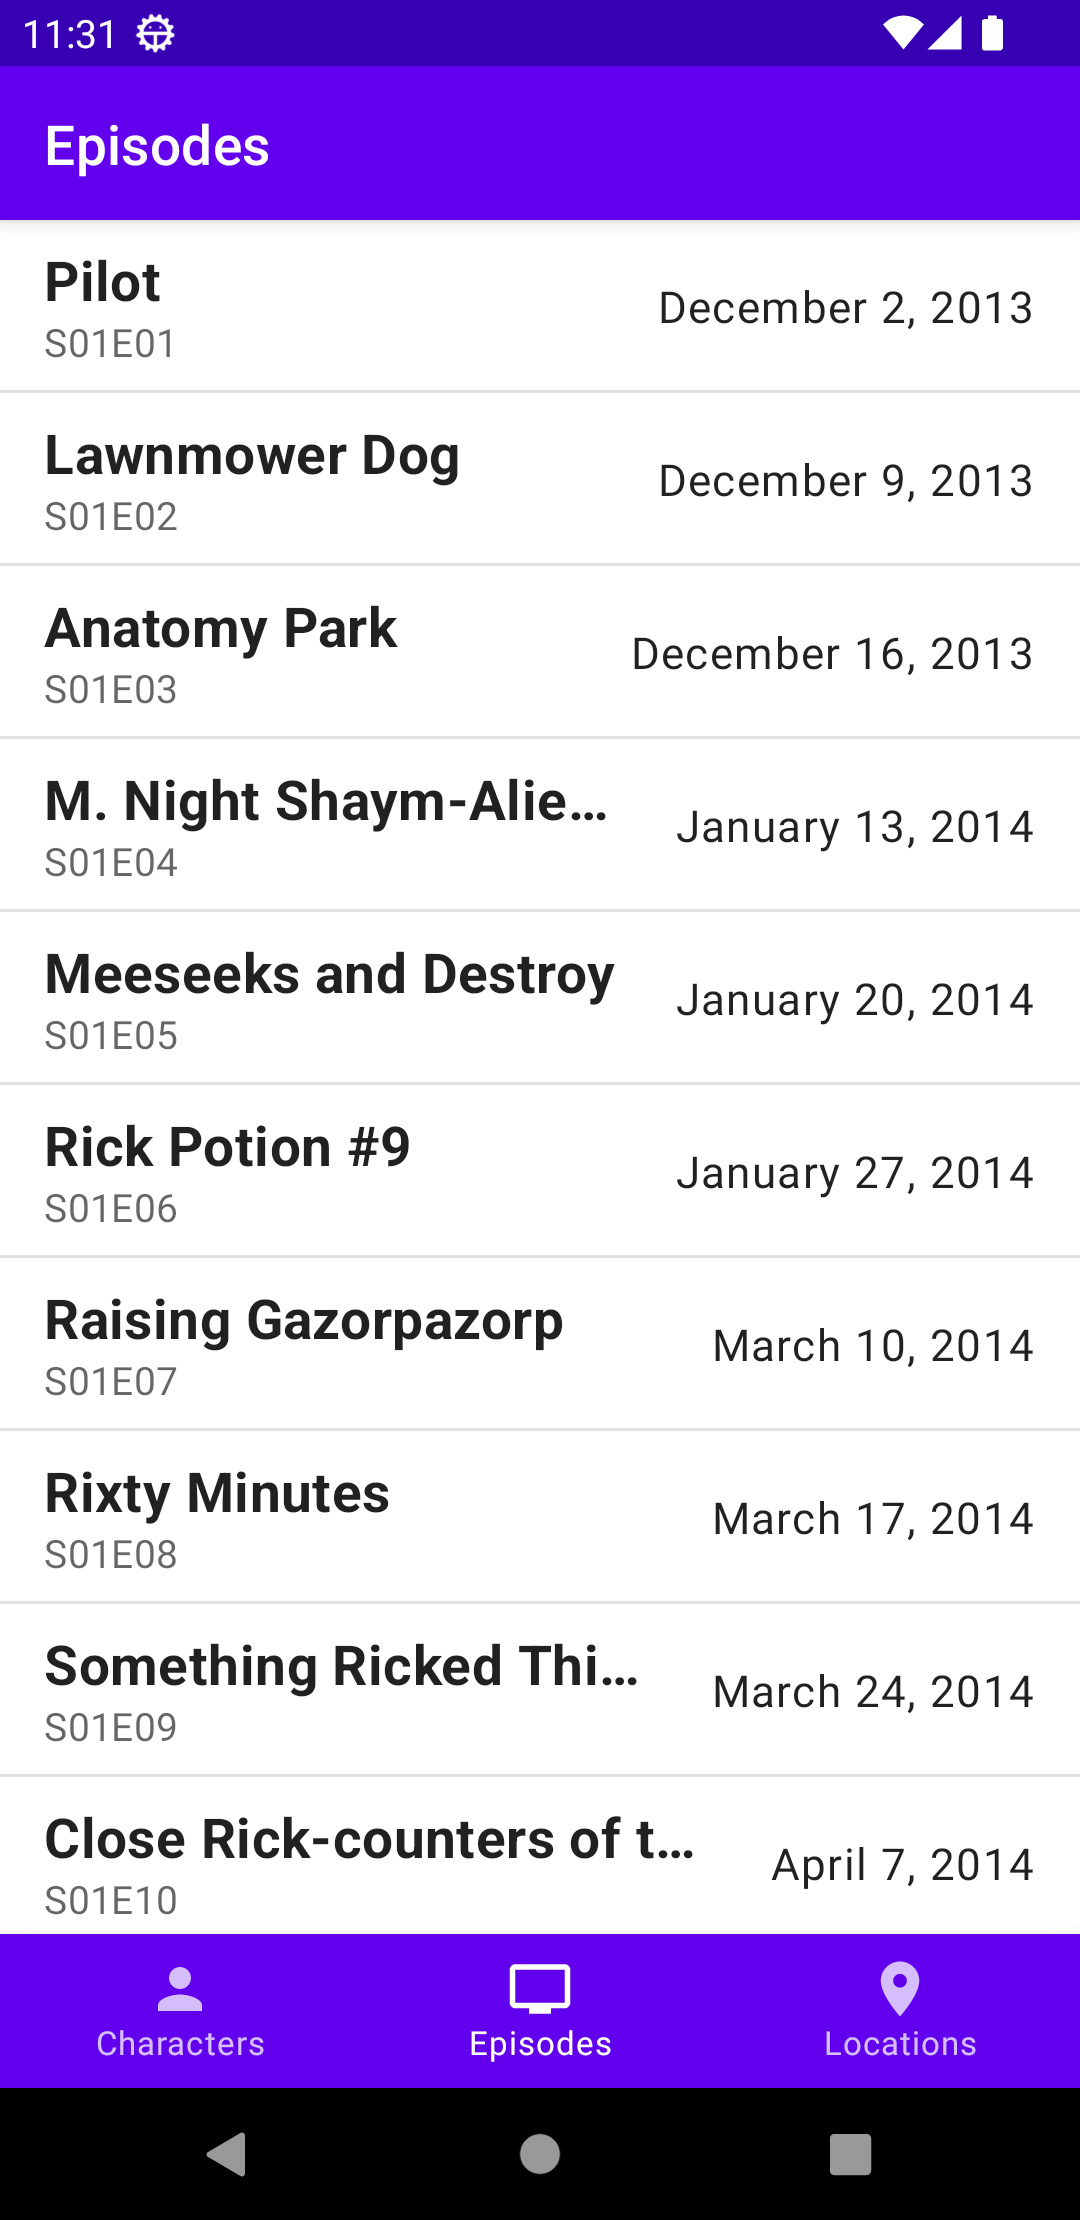 11:31
Episodes
Pilot
S01E01
December 2, 2013
Lawnmower Dog
S01E02
December 9, 2013
Anatomy Park
S01E03
December 16, 2013
M. Night Shaym-Alie…
S01E04
January 13, 2014
Meeseeks and Destroy
S01E05
January 20, 2014
Rick Potion #9
S01E06
January 27, 2014
Raising Gazorpazorp
S01E07
March 10, 2014
Rixty Minutes
S01E08
March 17, 2014
Something Ricked Thi…
S01E09
March 24, 2014
Close Rick-counters of t…
S01E10
April 7, 2014
Characters
Episodes
Locations